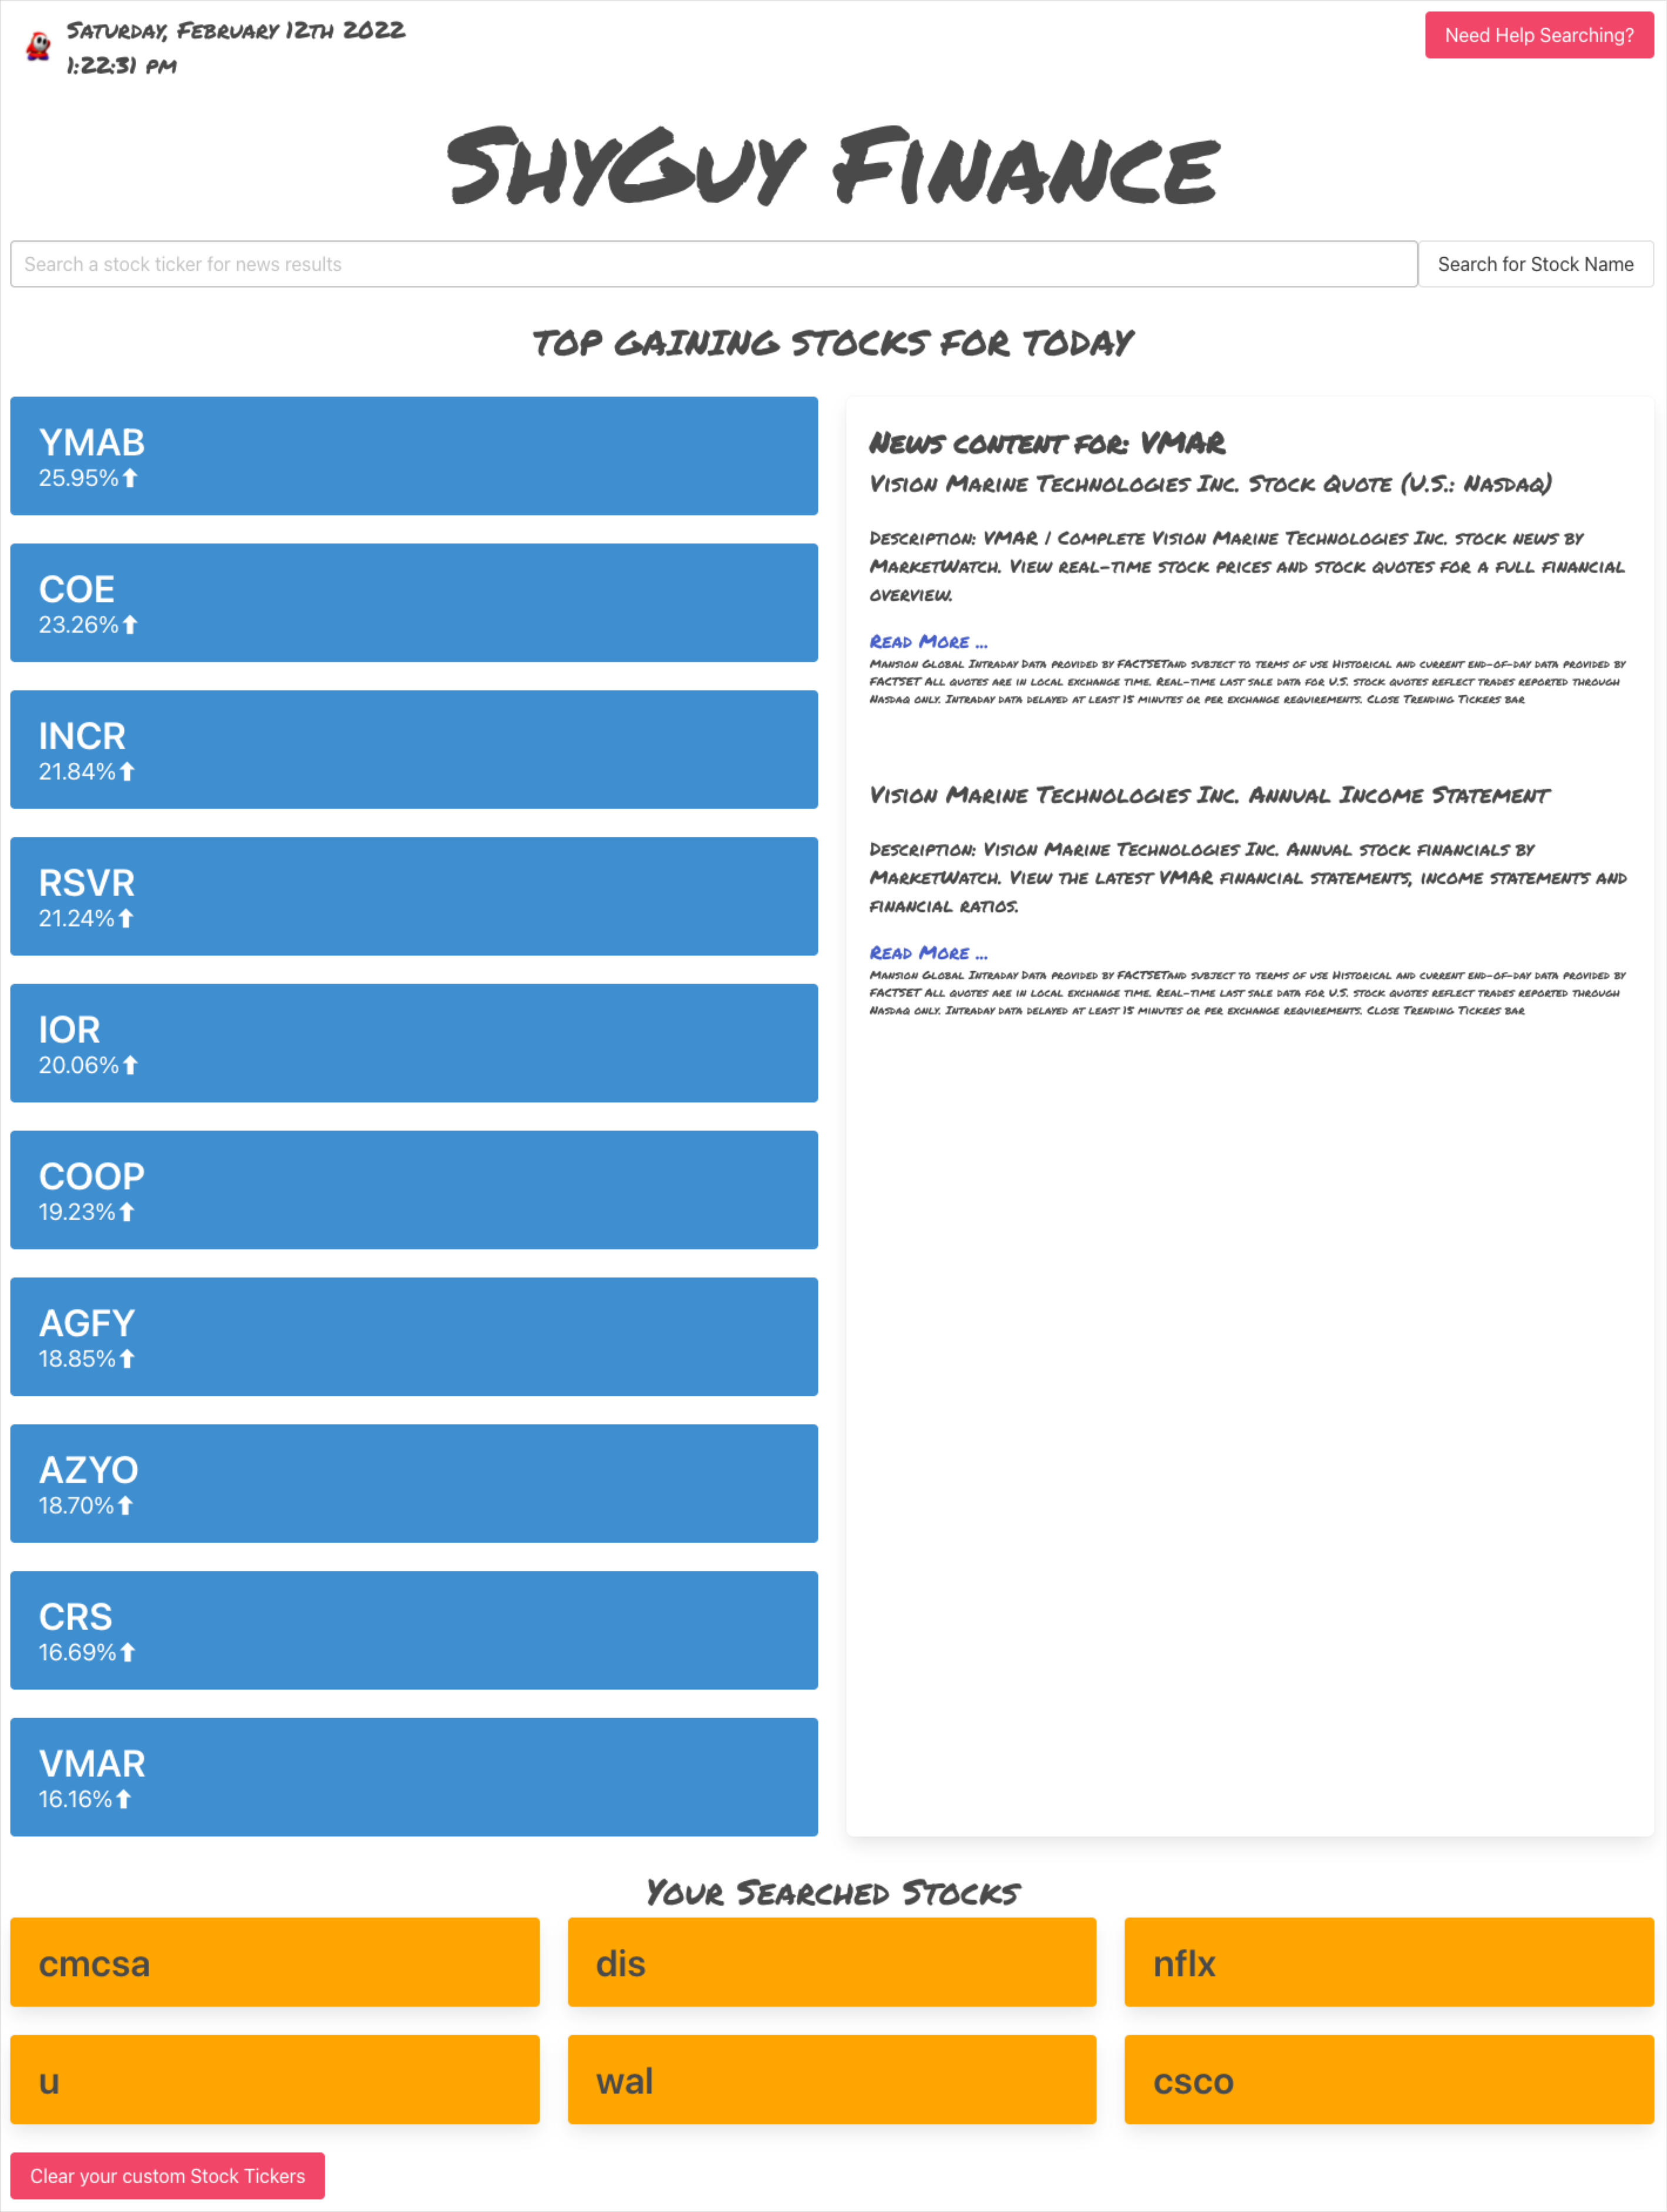 Saturday, February 12th 2022
1:22:31 pm
Need Help Searching?
ShyGuy Finance
Search a stock ticker for news results
Search for Stock Name
TOP GAINING STOCKS FOR TODAY
YMAB
25.95%⬆
COE
23.26%⬆
INCR
21.84%⬆
RSVR
21.24%⬆
IOR
20.06%⬆
COOP
19.23%⬆
AGFY
18.85%⬆
AZYO
18.70%⬆
CRS
16.69%⬆
VMAR
16.16%⬆
News content for: VMAR
Vision Marine Technologies Inc. Stock Quote (U.S.: Nasdaq)
Description: VMAR | Complete Vision Marine Technologies Inc. stock news by
MarketWatch. View real-time stock prices and stock quotes for a full financial
overview.
Read More ...
Mansion Global Intraday Data provided by FACTSETand subject to terms of use Historical and current end-of-day data provided by
FACTSET All quotes are in local exchange time. Real-time last sale data for U.S. stock quotes reflect trades reported through
Nasdaq only. Intraday data delayed at least 15 minutes or per exchange requirements. Close Trending Tickers bar
Vision Marine Technologies Inc. Annual Income Statement
Description: Vision Marine Technologies Inc. Annual stock financials by
MarketWatch. View the latest VMAR financial statements, income statements and
financial ratios.
Read More ...
Mansion Global Intraday Data provided by FACTSETand subject to terms of use Historical and current end-of-day data provided by
FACTSET All quotes are in local exchange time. Real-time last sale data for U.S. stock quotes reflect trades reported through
Nasdaq only. Intraday data delayed at least 15 minutes or per exchange requirements. Close Trending Tickers bar
Your Searched Stocks
cmcsa
dis
nflx
u
wal
csco
Clear your custom Stock Tickers